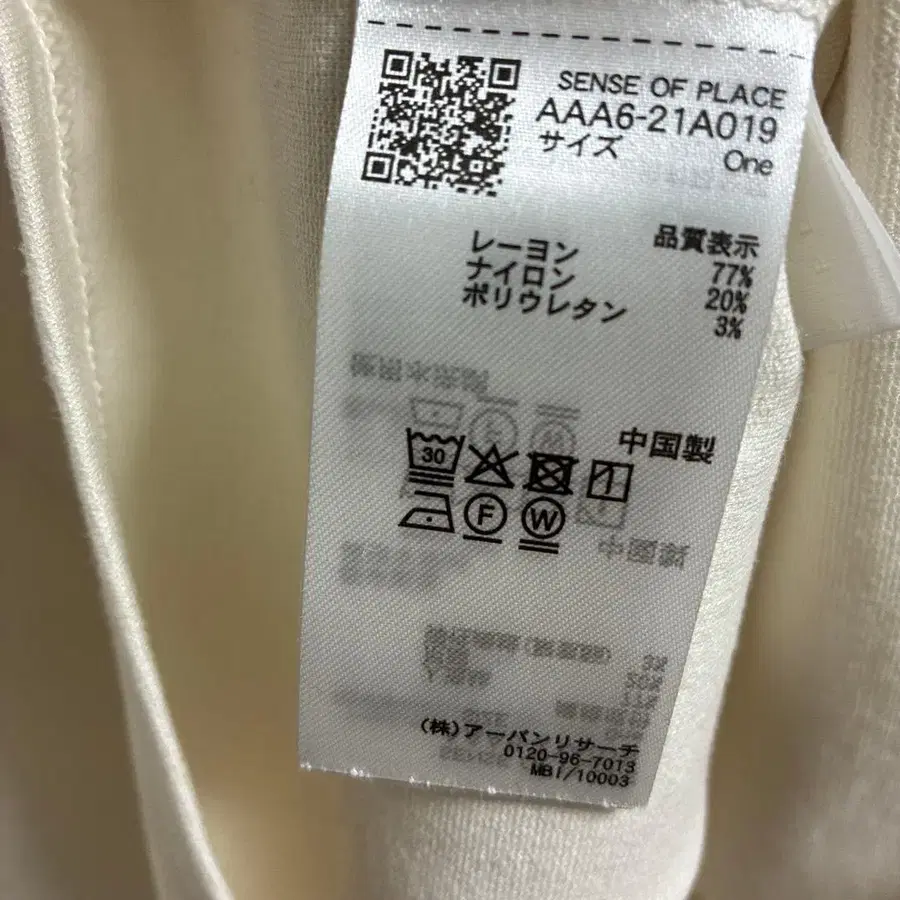 SENSE OF PLACE
AAA6-21A019
サイズ One
品質表示
レーヨン 77%
ナイロン 20%
ポリウレタン 3%
中国製
30
F W
(株)アーバンリサーチ
0120-96-7013
MBI/10003